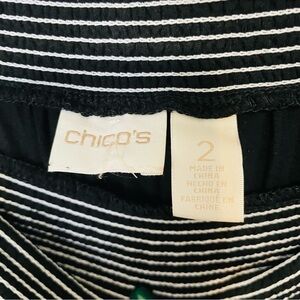 chico's
2
MADE IN
CHINA
HECHO EN
CHINA
FABRIQUÉ EN
CHINE